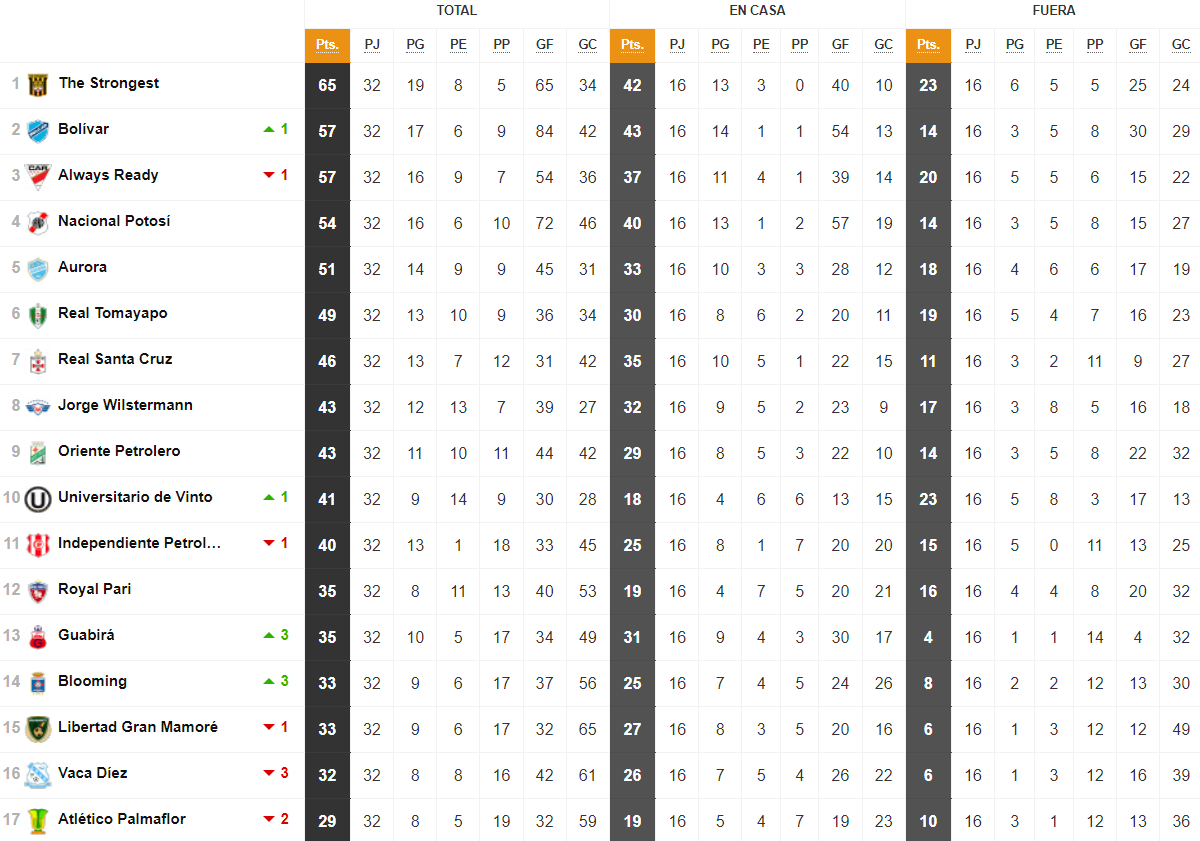 TOTAL EN CASA FUERA
Pts. PJ PG PE PP GF GC Pts. PJ PG PE PP GF GC Pts. PJ PG PE PP GF GC
1 The Strongest 65 32 19 8 5 65 34 42 16 13 3 0 40 10 23 16 6 5 5 25 24
2 Bolívar 1 57 32 17 6 9 84 42 43 16 14 1 1 54 13 14 16 3 5 8 30 29
3 CAR Always Ready 1 57 32 16 9 7 54 36 37 16 11 4 1 39 14 20 16 5 5 6 15 22
4 Nacional Potosí 54 32 16 6 10 72 46 40 16 13 1 2 57 19 14 16 3 5 8 15 27
5 Aurora 51 32 14 9 9 45 31 33 16 10 3 3 28 12 18 16 4 6 6 17 19
6 Real Tomayapo 49 32 13 10 9 36 34 30 16 8 6 2 20 11 19 16 5 4 7 16 23
7 Real Santa Cruz 46 32 13 7 12 31 42 35 16 10 5 1 22 15 11 16 3 2 11 9 27
8 Jorge Wilstermann 43 32 12 13 7 39 27 32 16 9 5 2 23 9 17 16 3 8 5 16 18
9 Oriente Petrolero 43 32 11 10 11 44 42 29 16 8 5 3 22 10 14 16 3 5 8 22 32
10 U Universitario de Vinto 1 41 32 9 14 9 30 28 18 16 4 6 6 13 15 23 16 5 8 3 17 13
11 Independiente Petrol... 1 40 32 13 1 18 33 45 25 16 8 1 7 20 20 15 16 5 0 11 13 25
12 Royal Pari 35 32 8 11 13 40 53 19 16 4 7 5 20 21 16 16 4 4 8 20 32
13 Guabirá 3 35 32 10 5 17 34 49 31 16 9 4 3 30 17 4 16 1 1 14 4 32
14 Blooming 3 33 32 9 6 17 37 56 25 16 7 4 5 24 26 8 16 2 2 12 13 30
15 Libertad Gran Mamoré 1 33 32 9 6 17 32 65 27 16 8 3 5 20 16 6 16 1 3 12 12 49
16 Vaca Díez 3 32 32 8 8 16 42 61 26 16 7 5 4 26 22 6 16 1 3 12 16 39
17 Atlético Palmaflor 2 29 32 8 5 19 32 59 19 16 5 4 7 19 23 10 16 3 1 12 13 36